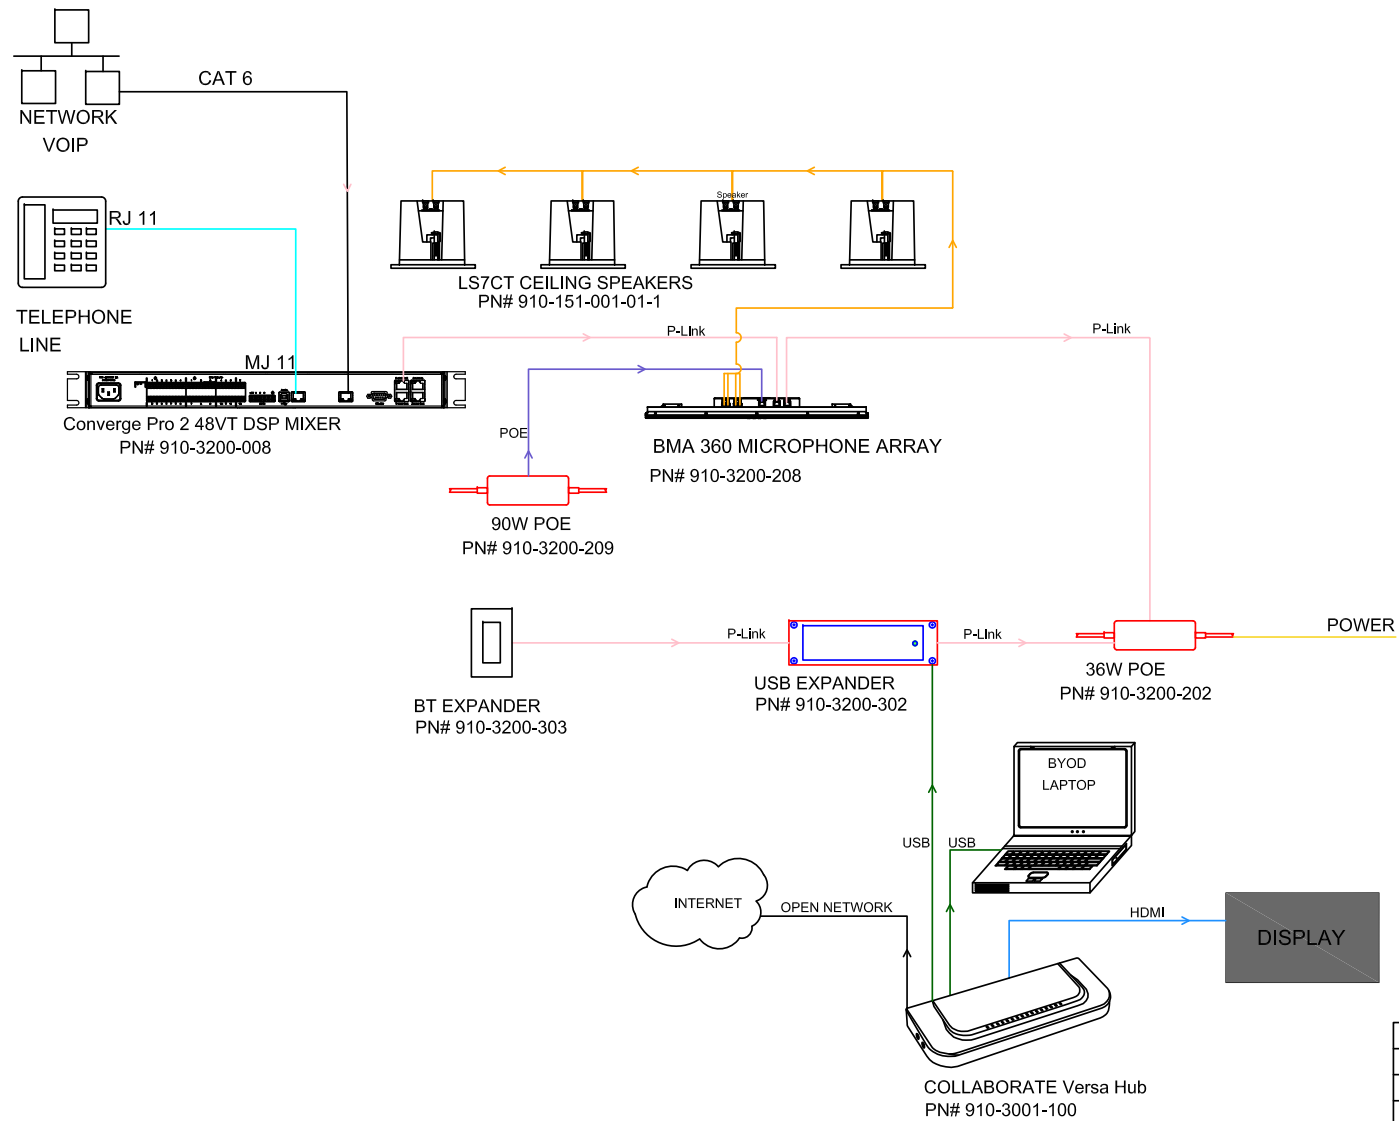 CAT 6
NETWORK
VOIP
RJ 11
TELEPHONE
LINE
MJ 11
Converge Pro 2 48VT DSP MIXER
PN# 910-3200-008
Speaker
LS7CT CEILING SPEAKERS
PN# 910-151-001-01-1
P-LInk
P-Link
POE
BMA 360 MICROPHONE ARRAY
PN# 910-3200-208
90W POE
PN# 910-3200-209
P-Link
P-LInk
POWER
BT EXPANDER
PN# 910-3200-303
USB EXPANDER
PN# 910-3200-302
36W POE
PN# 910-3200-202
BYOD
LAPTOP
USB
USB
INTERNET
OPEN NETWORK
HDMI
DISPLAY
COLLABORATE Versa Hub
PN# 910-3001-100